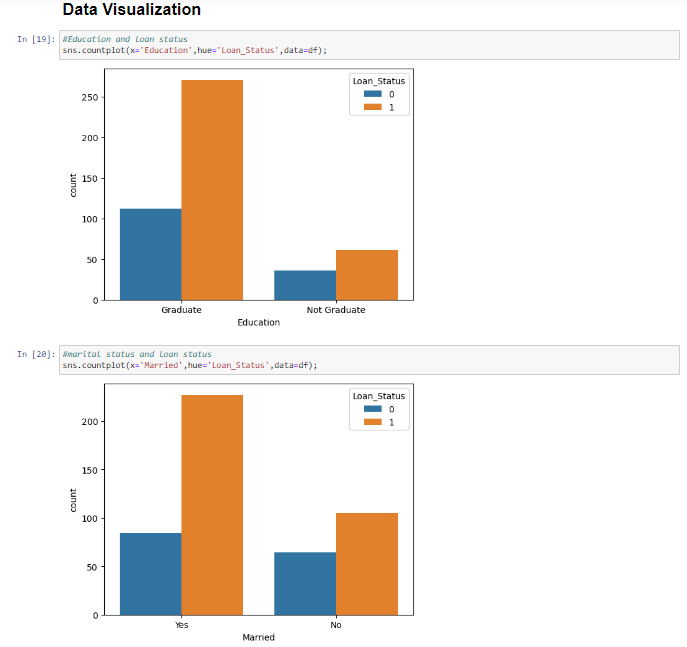 Data Visualization
In [19]: #Education and Loan status
sns.countplot(x='Education',hue='Loan_Status',data=df);
Loan_Status
0
1
250
200
150
100
50
0
count
Graduate Not Graduate
Education
In [20]: #marital status and Loan status
sns.countplot(x='Married',hue='Loan_Status',data=df);
Loan_Status
0
1
200
150
100
50
0
count
Yes No
Married